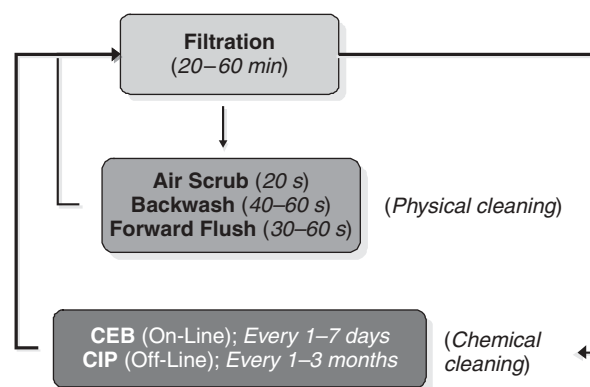 Filtration
(20–60 min)
Air Scrub (20 s)
Backwash (40–60 s)
Forward Flush (30–60 s)
(Physical cleaning)
CEB (On-Line); Every 1–7 days
CIP (Off-Line); Every 1–3 months
(Chemical
cleaning)